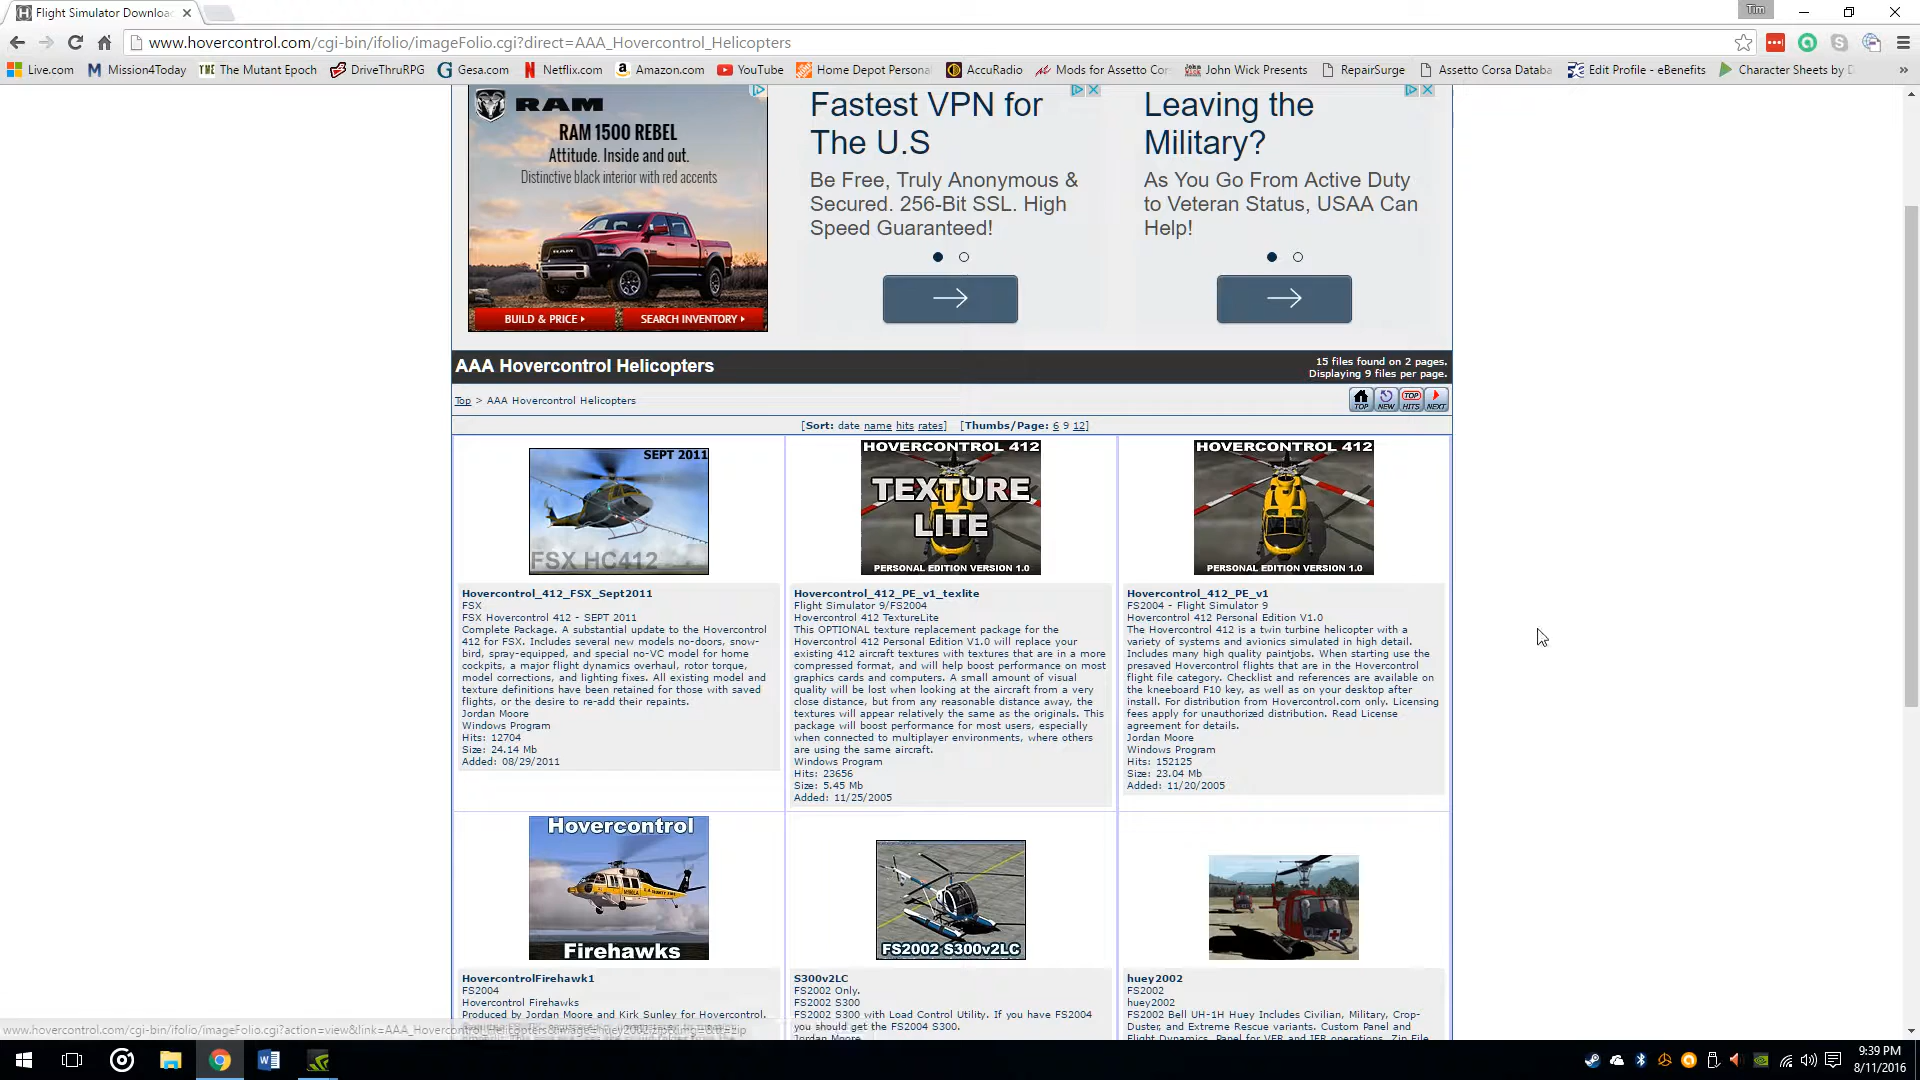 Flight Simulator Downloa
Tim
www.hovercontrol.com/cgi-bin/ifolio/imageFolio.cgi?direct=AAA_Hovercontrol_Helicopters
Live.com
Mission4Today
The Mutant Epoch
DriveThruRPG
Gesa.com
Netflix.com
Amazon.com
YouTube
Home Depot Personal
AccuRadio
Mods for Assetto Cor
John Wick Presents
RepairSurge
Assetto Corsa Databa
Edit Profile - eBenefits
Character Sheets by D
RAM
RAM 1500 REBEL
Attitude. Inside and out.
Distinctive black interior with red accents
BUILD & PRICE
SEARCH INVENTORY
Fastest VPN for
The U.S
Be Free, Truly Anonymous &
Secured. 256-Bit SSL. High
Speed Guaranteed!
Leaving the
Military?
As You Go From Active Duty
to Veteran Status, USAA Can
Help!
AAA Hovercontrol Helicopters
15 files found on 2 pages.
Displaying 9 files per page.
Top > AAA Hovercontrol Helicopters
TOP
NEW
TOP HITS
NEXT
[Sort: date name hits rates] [Thumbs/Page: 6 9 12]
SEPT 2011
FSX HC412
Hovercontrol_412_FSX_Sept2011
FSX
FSX Hovercontrol 412 - SEPT 2011
Complete Package. A substantial update to the Hovercontrol
412 for FSX. Includes several new models no-doors, snow-
bird, spray-equipped, and special no-VC model for home
cockpits, a major flight dynamics overhaul, rotor torque,
model corrections, and lighting fixes. All existing model and
texture definitions have been retained for those with saved
flights, or the desire to re-add their repaints.
Jordan Moore
Windows Program
Hits: 12704
Size: 24.14 Mb
Added: 08/29/2011
HOVERCONTROL 412
TEXTURE
LITE
PERSONAL EDITION VERSION 1.0
Hovercontrol_412_PE_v1_texlite
Flight Simulator 9/FS2004
Hovercontrol 412 TextureLite
This OPTIONAL texture replacement package for the
Hovercontrol 412 Personal Edition V1.0 will replace your
existing 412 aircraft textures with textures that are in a more
compressed format, and will help boost performance on most
graphics cards and computers. A small amount of visual
quality will be lost when looking at the aircraft from a very
close distance, but from any reasonable distance away, the
textures will appear relatively the same as the originals. This
package will boost performance for most users, especially
when connected to multiplayer environments, where others
are using the same aircraft.
Windows Program
Hits: 23656
Size: 5.45 Mb
Added: 11/25/2005
HOVERCONTROL 412
PERSONAL EDITION VERSION 1.0
Hovercontrol_412_PE_v1
FS2004 - Flight Simulator 9
Hovercontrol 412 Personal Edition V1.0
The Hovercontrol 412 is a twin turbine helicopter with a
variety of systems and avionics simulated in high detail.
Includes many high quality paintjobs. When starting use the
presaved Hovercontrol flights that are in the Hovercontrol
flight file category. Checklist and references are available on
the kneeboard F10 key, as well as on your desktop after
install. For distribution from Hovercontrol.com only. Licensing
fees apply for unauthorized distribution. Read License
agreement for details.
Jordan Moore
Windows Program
Hits: 152125
Size: 23.04 Mb
Added: 11/20/2005
Hovercontrol
Firehawks
HovercontrolFirehawk1
FS2004
Hovercontrol Firehawks
Produced by Jordan Moore and Kirk Sunley for Hovercontrol.
FS2002 S300v2LC
S300v2LC
FS2002 Only.
FS2002 S300
FS2002 S300 with Load Control Utility. If you have FS2004
you should get the FS2004 S300.
Jordan Moore
huey2002
FS2002
huey2002
FS2002 Bell UH-1H Huey Includes Civilian, Military, Crop-
Duster, and Extreme Rescue variants. Custom Panel and
Flight Dynamics. Panel for VFR and IFR operations. Zip File
www.hovercontrol.com/cgi-bin/ifolio/imageFolio.cgi?action=view&link=AAA_Hovercontrol_Helicopters&image=huey2002zip.jpg&img=&tt=zip
9:39 PM
8/11/2016